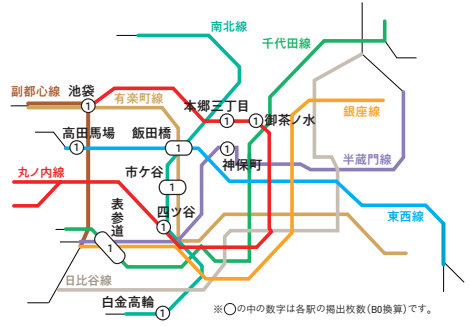 南北線
千代田線
副都心線
池袋
有楽町線
本郷三丁目
御茶ノ水
銀座線
1
1
1
高田馬場
飯田橋
1
1
1
神保町
半蔵門線
丸ノ内線
市ケ谷
1
表参道
四ツ谷
1
東西線
1
日比谷線
白金高輪
1
※○の中の数字は各駅の掲出枚数(B0換算)です。